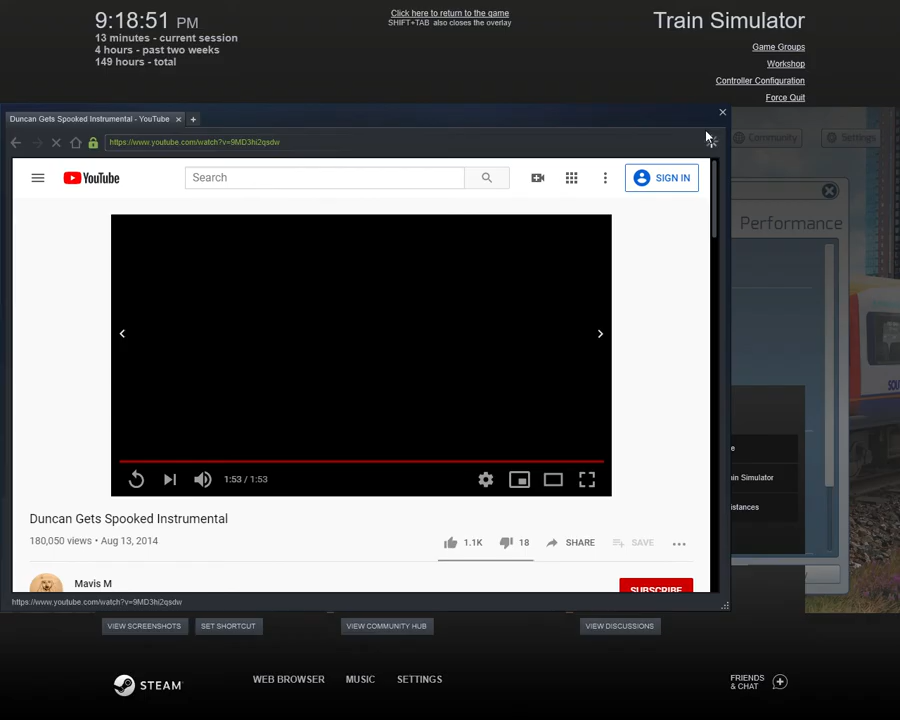 9:18:51 PM
13 minutes - current session
4 hours - past two weeks
149 hours - total
Click here to return to the game
SHIFT+TAB also closes the overlay
Train Simulator
Game Groups
Workshop
Controller Configuration
Force Quit
Duncan Gets Spooked Instrumental - YouTube
https://www.youtube.com/watch?v=9MD3hi2qsdw
Community
Settings
YouTube
Search
SIGN IN
Performance
1:53 / 1:53
Duncan Gets Spooked Instrumental
180,050 views • Aug 13, 2014
1.1K
18
SHARE
SAVE
Mavis M
SUBSCRIBE
https://www.youtube.com/watch?v=9MD3hi2qsdw
VIEW SCREENSHOTS
SET SHORTCUT
VIEW COMMUNITY HUB
VIEW DISCUSSIONS
STEAM
WEB BROWSER
MUSIC
SETTINGS
FRIENDS
& CHAT